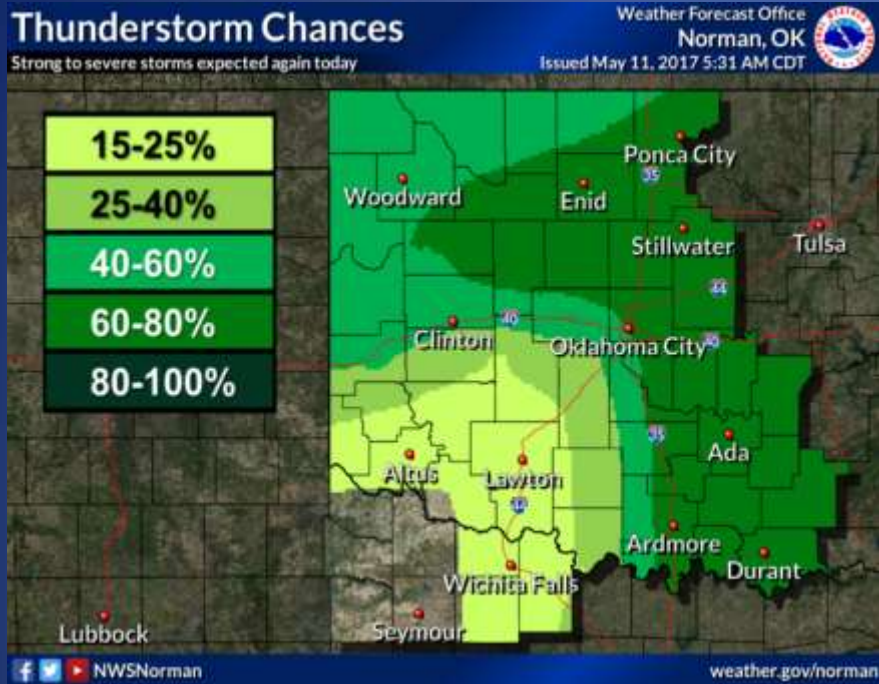 Thunderstorm Chances
Strong to severe storms expected again today
Weather Forecast Office
Norman, OK
Issued May 11, 2017 5:31 AM CDT
15-25%
25-40%
40-60%
60-80%
80-100%
Ponca City
35
Woodward
Enid
Stillwater
Tulsa
44
40
Clinton
Oklahoma City
40
35
Ada
Altus
Lawton
44
Ardmore
Durant
Wichita Falls
Lubbock
Seymour
NWSNorman
weather.gov/norman